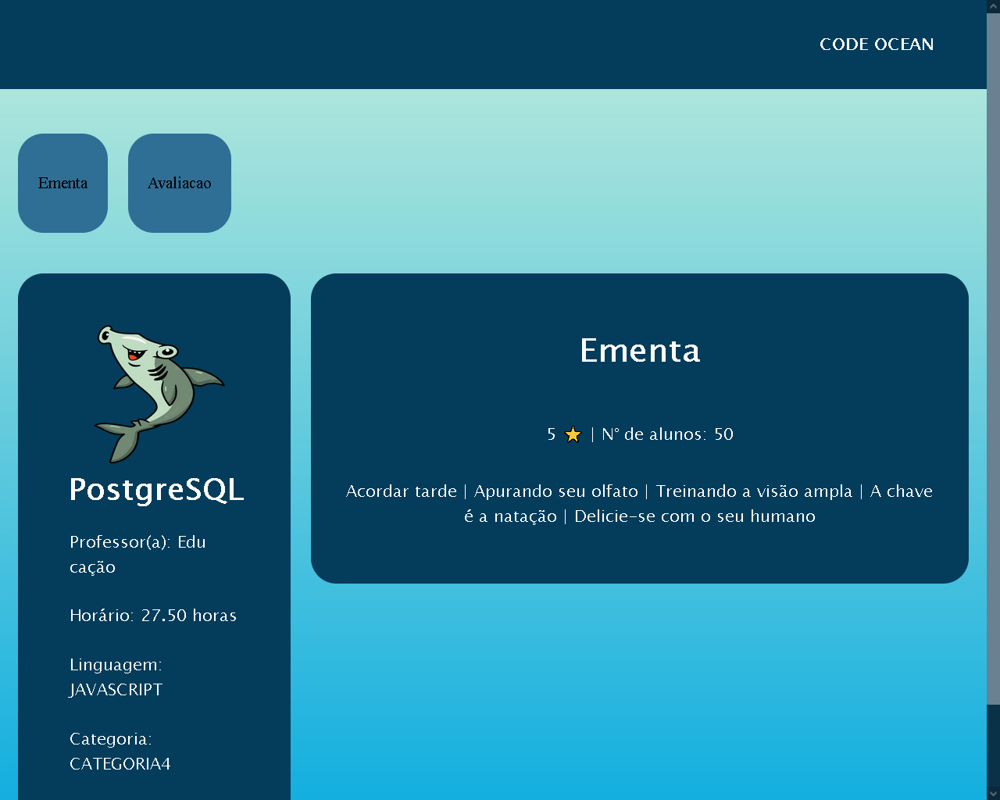 CODE OCEAN
Ementa
Avaliacao
PostgreSQL
Professor(a): Edu
cação
Horário: 27.50 horas
Linguagem:
JAVASCRIPT
Categoria:
CATEGORIA4
Ementa
5 ⭐ | N° de alunos: 50
Acordar tarde | Apurando seu olfato | Treinando a visão ampla | A chave
é a natação | Delicie-se com o seu humano